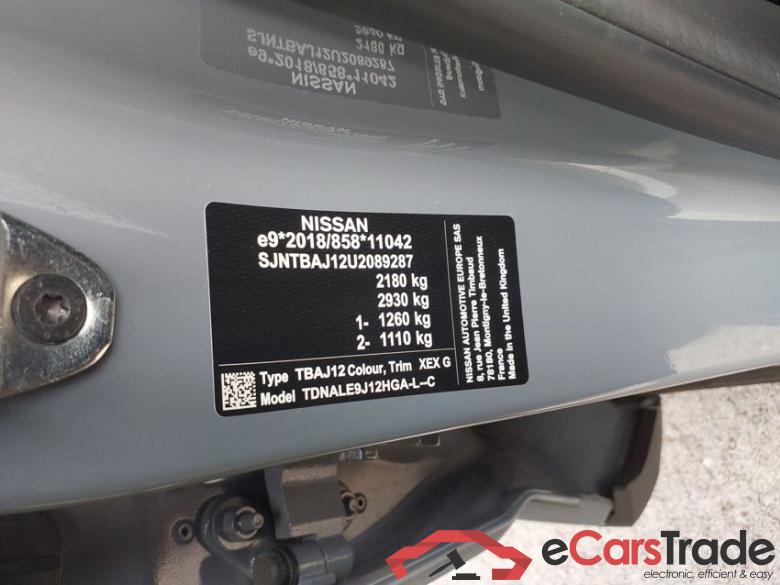 NISSAN
e9*2018/858*11042
SJNTBAJ12U2089287
2180 kg
2930 kg
1- 1260 kg
2- 1110 kg
Type TBAJ12 Colour, Trim XEX G
Model TDNALE9J12HGA-L-C
NISSAN AUTOMOTIVE EUROPE SAS
8, rue Jean Pierre Timbaud
78180, Montigny-le-Bretonneux
France
Made in the United Kingdom
eCarsTrade
electronic, efficient & easy